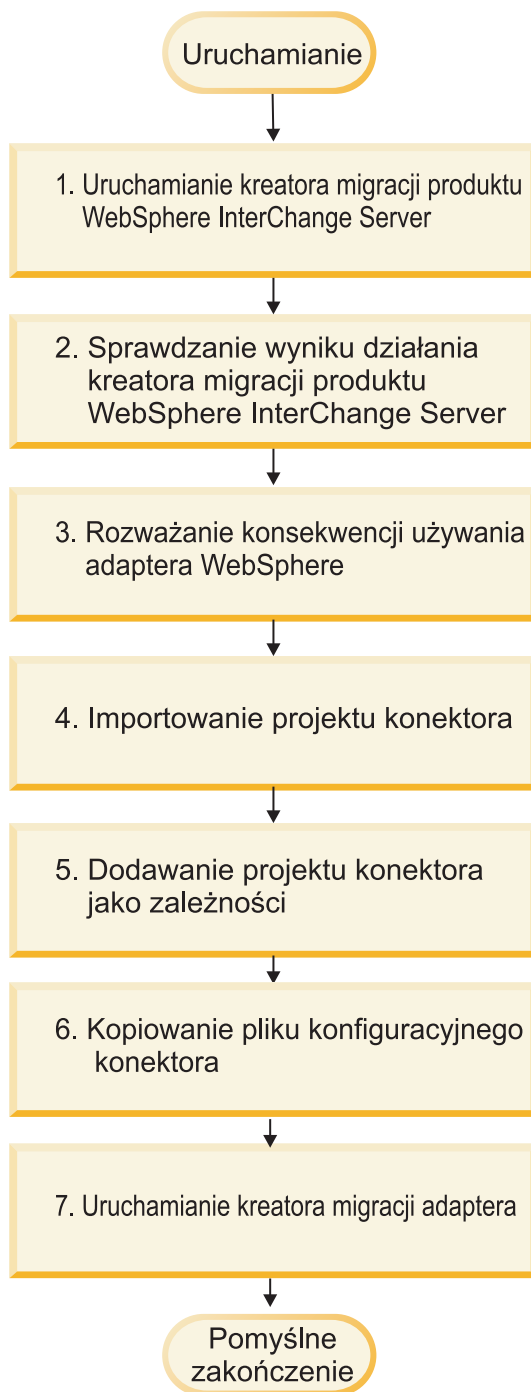 Uruchamianie
1. Uruchamianie kreatora migracji produktu
WebSphere InterChange Server
2. Sprawdzanie wyniku działania
kreatora migracji produktu
WebSphere InterChange Server
3. Rozważanie konsekwencji używania
adaptera WebSphere
4. Importowanie projektu konektora
5. Dodawanie projektu konektora
jako zależności
6. Kopiowanie pliku konfiguracyjnego
konektora
7. Uruchamianie kreatora migracji adaptera
Pomyślne
zakończenie